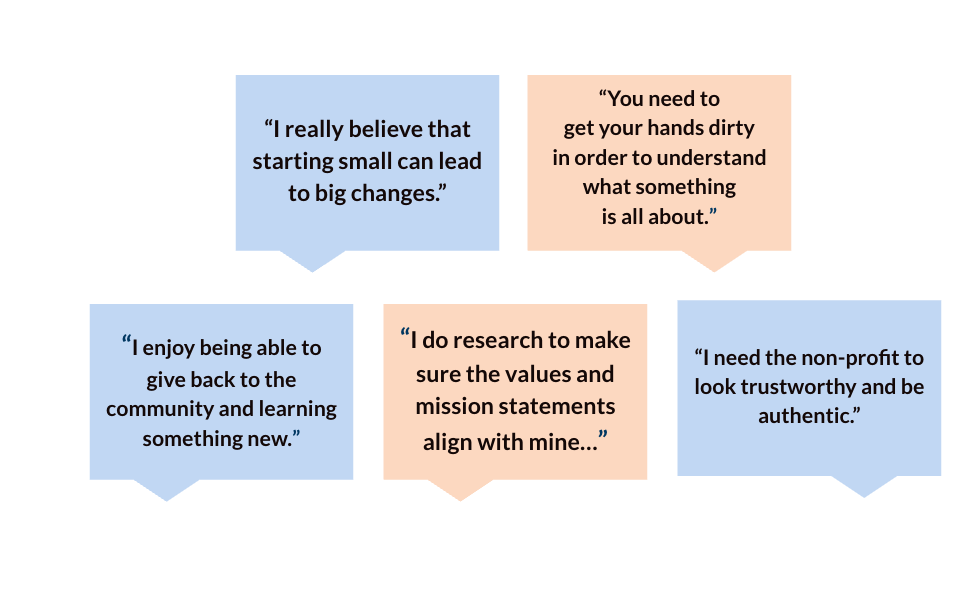 “I really believe that
starting small can lead
to big changes.”
“You need to
get your hands dirty
in order to understand
what something
is all about.”
“I enjoy being able to
give back to the
community and learning
something new.”
“I do research to make
sure the values and
mission statements
align with mine...”
“I need the non-profit to
look trustworthy and be
authentic.”